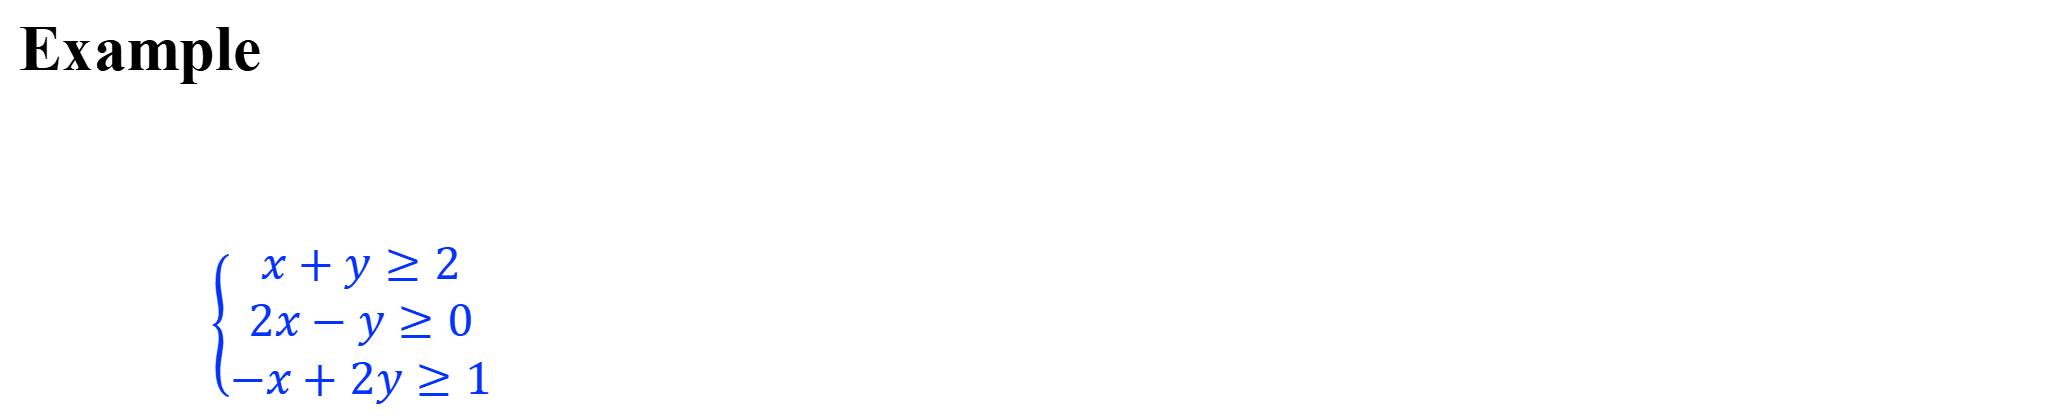 Example
x + y ≥ 2
2x − y ≥ 0
−x + 2y ≥ 1